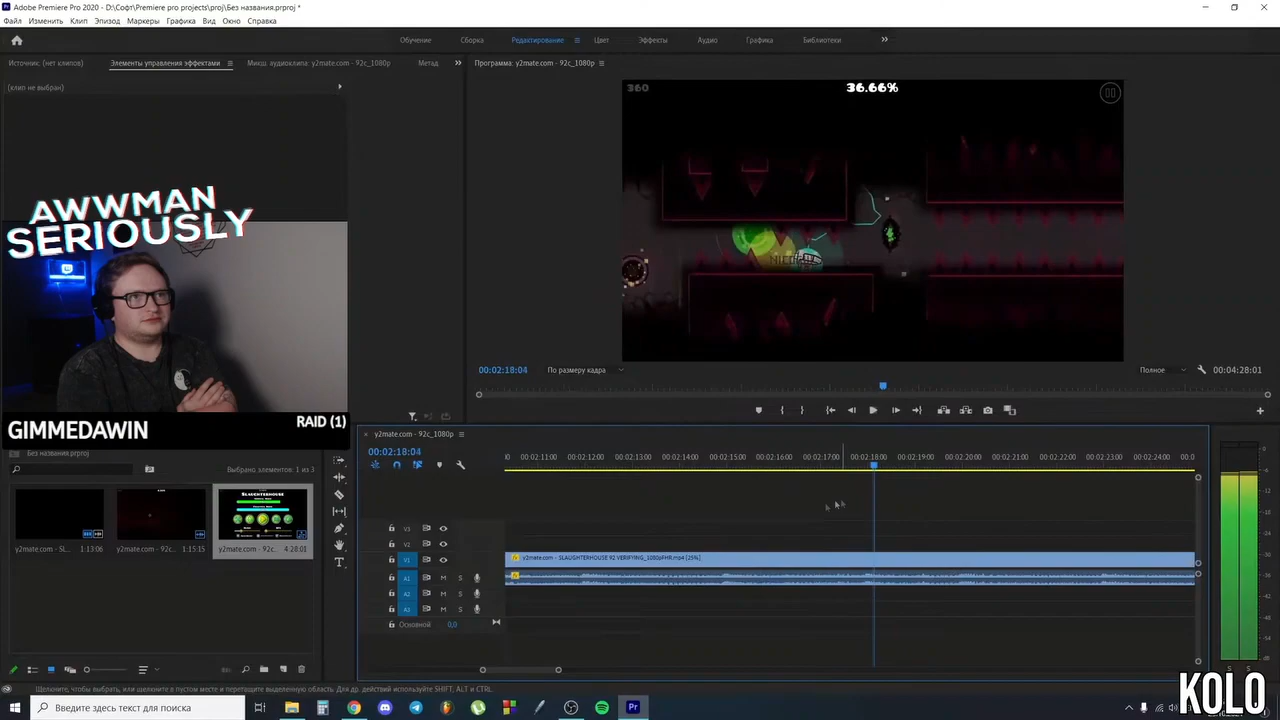 Adobe Premiere Pro 2020 - D:\Софт\Premiere pro projects\proj\Без названия.prproj *
Файл Изменить Клип Эпизод Маркеры Графика Вид Окно Справка
Обучение Сборка Редактирование Цвет Эффекты Аудио Графика Библиотеки
Источник: (нет клипов) Элементы управления эффектами Микш. аудиоклипа: y2mate.com - 92c_1080p Метад
Программа: y2mate.com - 92c_1080p
(клип не выбран)
360 36.66%
AWWMAN
SERIOUSLY
GIMMEDAWIN RAID (1)
00:02:18:04 По размеру кадра Полное 00:04:28:01
y2mate.com - 92c_1080p
00:02:18:04
00:02:11:00 00:02:12:00 00:02:13:00 00:02:14:00 00:02:15:00 00:02:16:00 00:02:17:00 00:02:18:00 00:02:19:00 00:02:20:00 00:02:21:00 00:02:22:00 00:02:23:00 00:02:24:00
Без названия.prproj
Выбрано элементов: 1 из 3
SLAUGHTERHOUSE
y2mate.com - SL... 1:13:06 y2mate.com - 92c... 1:15:15 y2mate.com - 92c... 4:28:01
V3
V2
V1 y2mate.com - SLAUGHTERHOUSE 92 VERIFYING_1080pFHR.mp4 [25%]
A1 M S
A2 M S
A3 M S
Основной 0,0
Щелкните, чтобы выбрать, или щелкните в пустом месте и перетащите выделенную область. Для др. действий используйте SHIFT, ALT и CTRL.
Введите здесь текст для поиска
KOLO